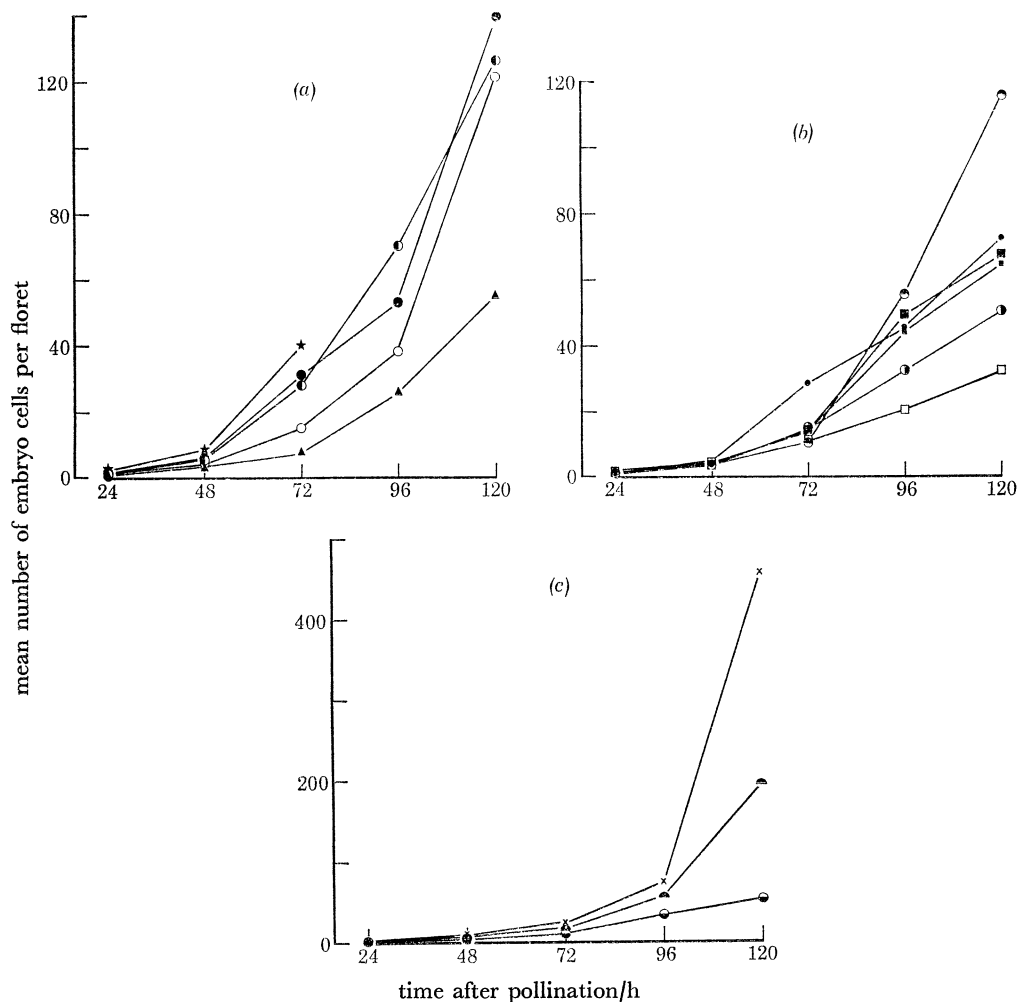 (a)
120
80
40
0
24 48 72 96 120
(b)
120
80
40
0
24 48 72 96 120
mean number of embryo cells per floret
(c)
400
200
0
24 48 72 96 120
time after pollination/h